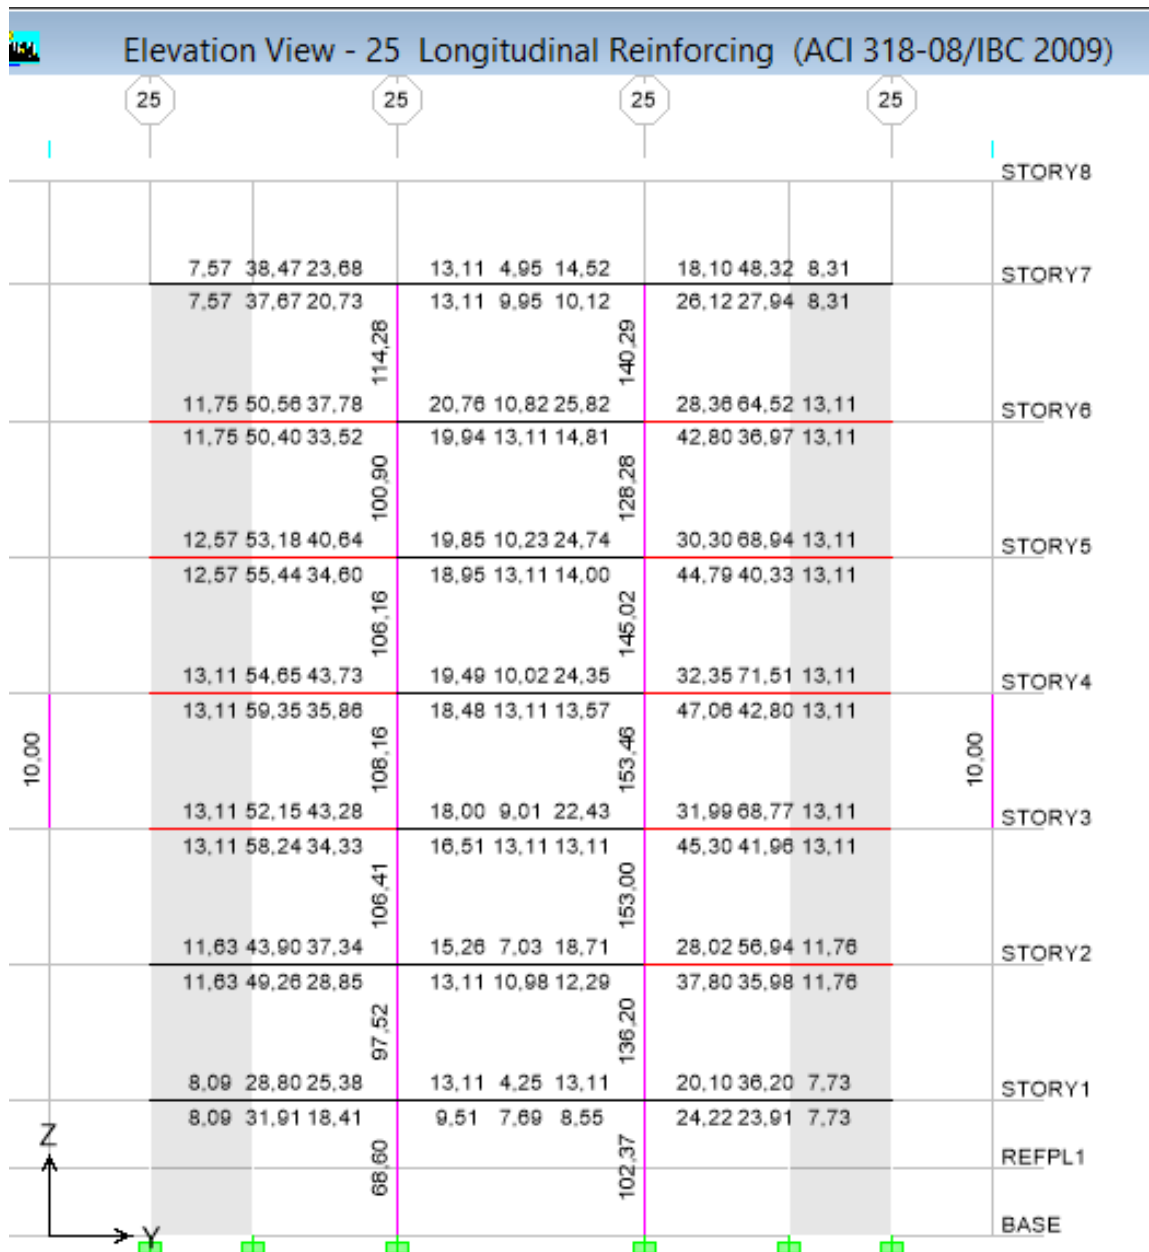 Elevation View - 25 Longitudinal Reinforcing (ACI 318-08/IBC 2009)
25 25 25 25
STORY8
7,57 38,47 23,68 13,11 4,95 14,52 18,10 48,32 8,31 STORY7
7,57 37,67 20,73 13,11 9,95 10,12 26,12 27,94 8,31
114,28 140,29
11,75 50,56 37,78 20,76 10,82 25,82 28,36 64,52 13,11 STORY6
11,75 50,40 33,52 19,94 13,11 14,81 42,80 36,97 13,11
100,90 128,28
12,57 53,18 40,64 19,85 10,23 24,74 30,30 68,94 13,11 STORY5
12,57 55,44 34,60 18,95 13,11 14,00 44,79 40,33 13,11
106,16 145,02
13,11 54,65 43,73 19,49 10,02 24,35 32,35 71,51 13,11 STORY4
13,11 59,35 35,86 18,48 13,11 13,57 47,06 42,80 13,11
10,00 108,16 153,46 10,00
13,11 52,15 43,28 18,00 9,01 22,43 31,99 68,77 13,11 STORY3
13,11 58,24 34,33 16,51 13,11 13,11 45,30 41,96 13,11
106,41 153,00
11,63 43,90 37,34 15,26 7,03 18,71 28,02 56,94 11,76 STORY2
11,63 49,26 28,85 13,11 10,98 12,29 37,80 35,98 11,76
97,52 136,20
8,09 28,80 25,38 13,11 4,25 13,11 20,10 36,20 7,73 STORY1
8,09 31,91 18,41 9,51 7,69 8,55 24,22 23,91 7,73
Z
68,60 102,37 REFPL1
Y
BASE